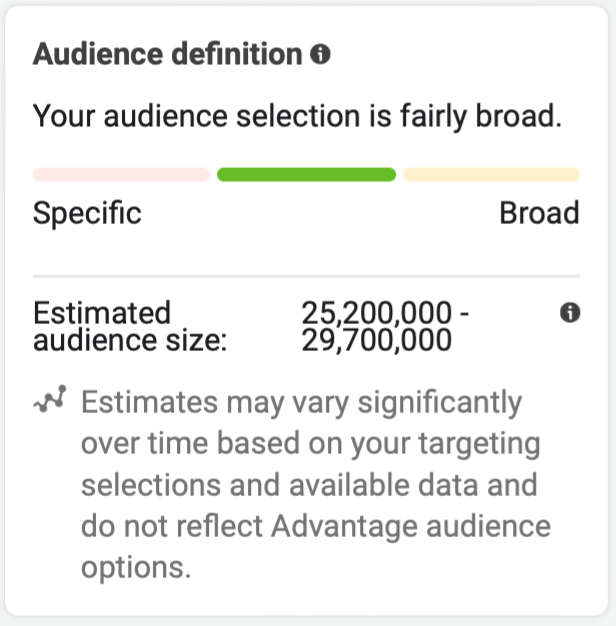 Audience definition
Your audience selection is fairly broad.
Specific
Broad
Estimated audience size:
25,200,000 - 29,700,000
Estimates may vary significantly
over time based on your targeting
selections and available data and
do not reflect Advantage audience
options.